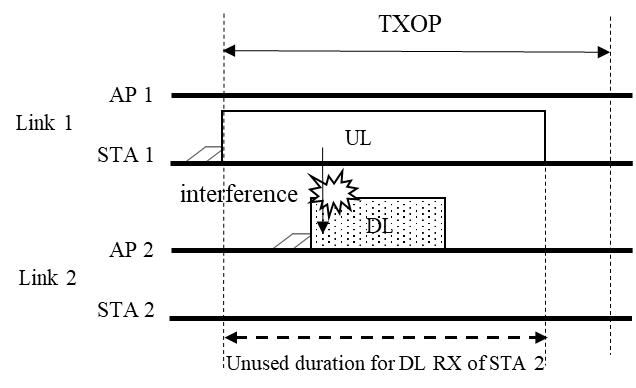 TXOP
AP 1
Link 1
UL
STA 1
interference
DL
AP 2
Link 2
STA 2
Unused duration for DL RX of STA 2